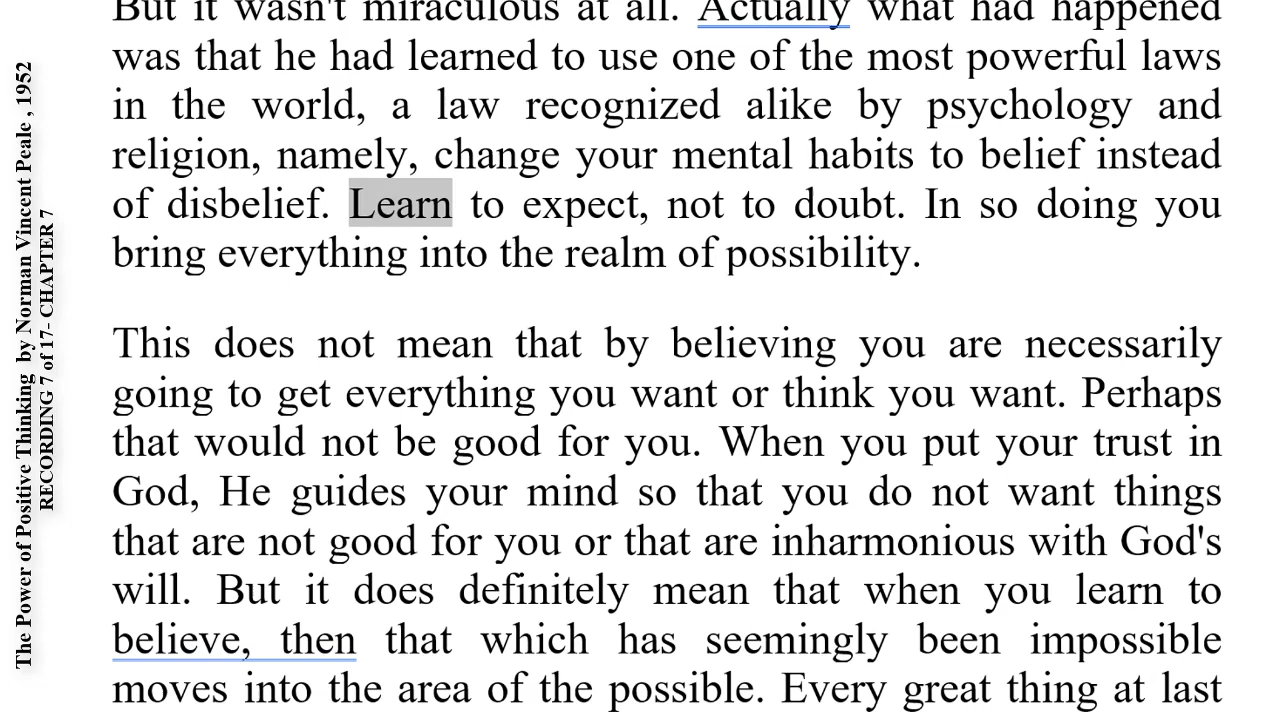 The Power of Positive Thinking by Norman Vincent Peale , 1952
RECORDING 7 of 17- CHAPTER 7
But it wasn't miraculous at all. Actually what had happened
was that he had learned to use one of the most powerful laws
in the world, a law recognized alike by psychology and
religion, namely, change your mental habits to belief instead
of disbelief. Learn to expect, not to doubt. In so doing you
bring everything into the realm of possibility.
This does not mean that by believing you are necessarily
going to get everything you want or think you want. Perhaps
that would not be good for you. When you put your trust in
God, He guides your mind so that you do not want things
that are not good for you or that are inharmonious with God's
will. But it does definitely mean that when you learn to
believe, then that which has seemingly been impossible
moves into the area of the possible. Every great thing at last